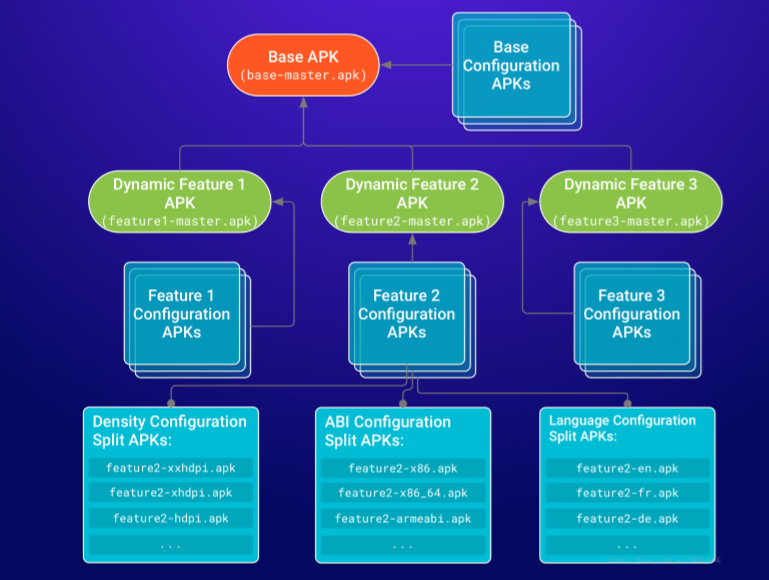 Base APK
(base-master.apk)
Base
Configuration
APKs
Dynamic Feature 1
APK
(feature1-master.apk)
Dynamic Feature 2
APK
(feature2-master.apk)
Dynamic Feature 3
APK
(feature3-master.apk)
Feature 1
Configuration
APKs
Feature 2
Configuration
APKs
Feature 3
Configuration
APKs
Density Configuration
Split APKs:
feature2-xxhdpi.apk
feature2-xhdpi.apk
feature2-hdpi.apk
...
ABI Configuration
Split APKs:
feature2-x86.apk
feature2-x86_64.apk
feature2-armeabi.apk
...
Language Configuration
Split APKs:
feature2-en.apk
feature2-fr.apk
feature2-de.apk
...